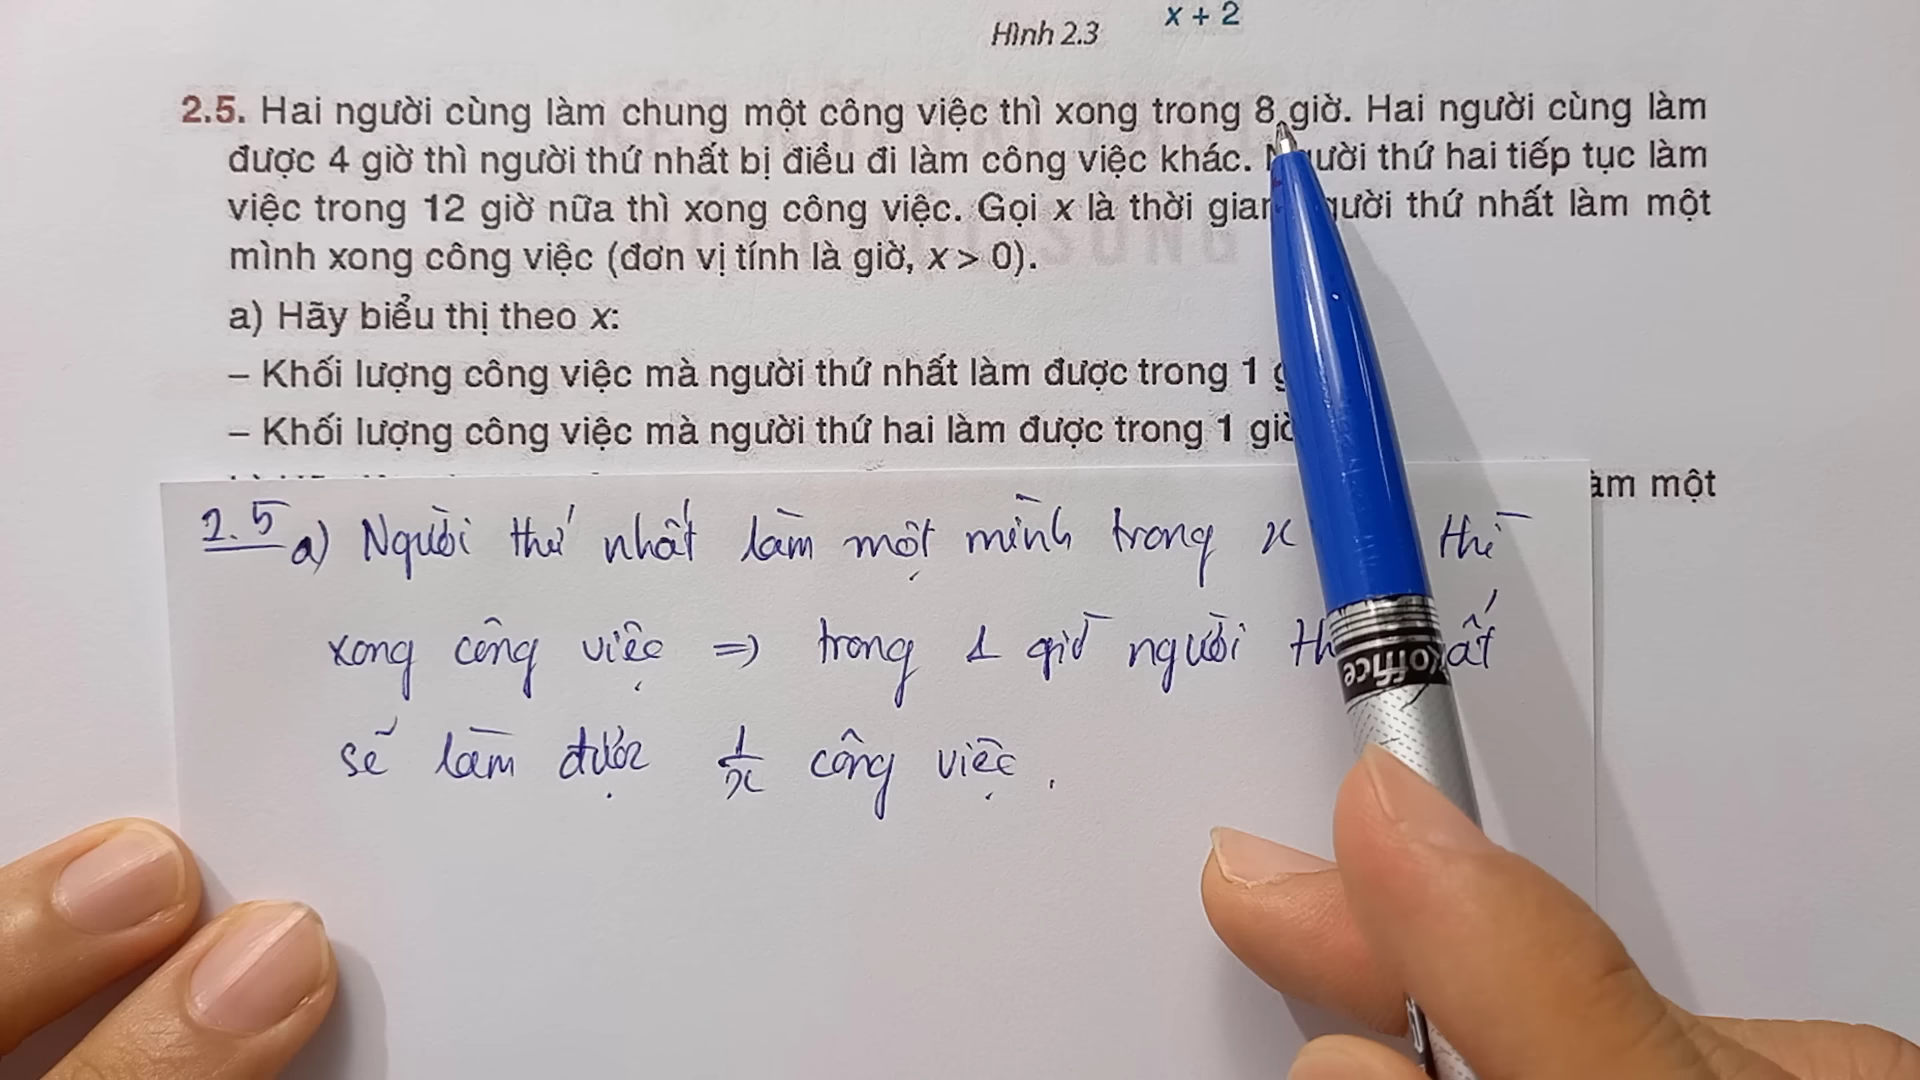 x + 2
Hình 2.3
2.5. Hai người cùng làm chung một công việc thì xong trong 8 giờ. Hai người cùng làm
được 4 giờ thì người thứ nhất bị điều đi làm công việc khác. Người thứ hai tiếp tục làm
việc trong 12 giờ nữa thì xong công việc. Gọi x là thời gian người thứ nhất làm một
mình xong công việc (đơn vị tính là giờ, x > 0).
a) Hãy biểu thị theo x:
– Khối lượng công việc mà người thứ nhất làm được trong 1
– Khối lượng công việc mà người thứ hai làm được trong 1 giờ
làm một
2.5 a) Người thứ nhất làm một mình trong x thì
xong công việc => trong 1 giờ người
sẽ làm được 1/x công việc.
office